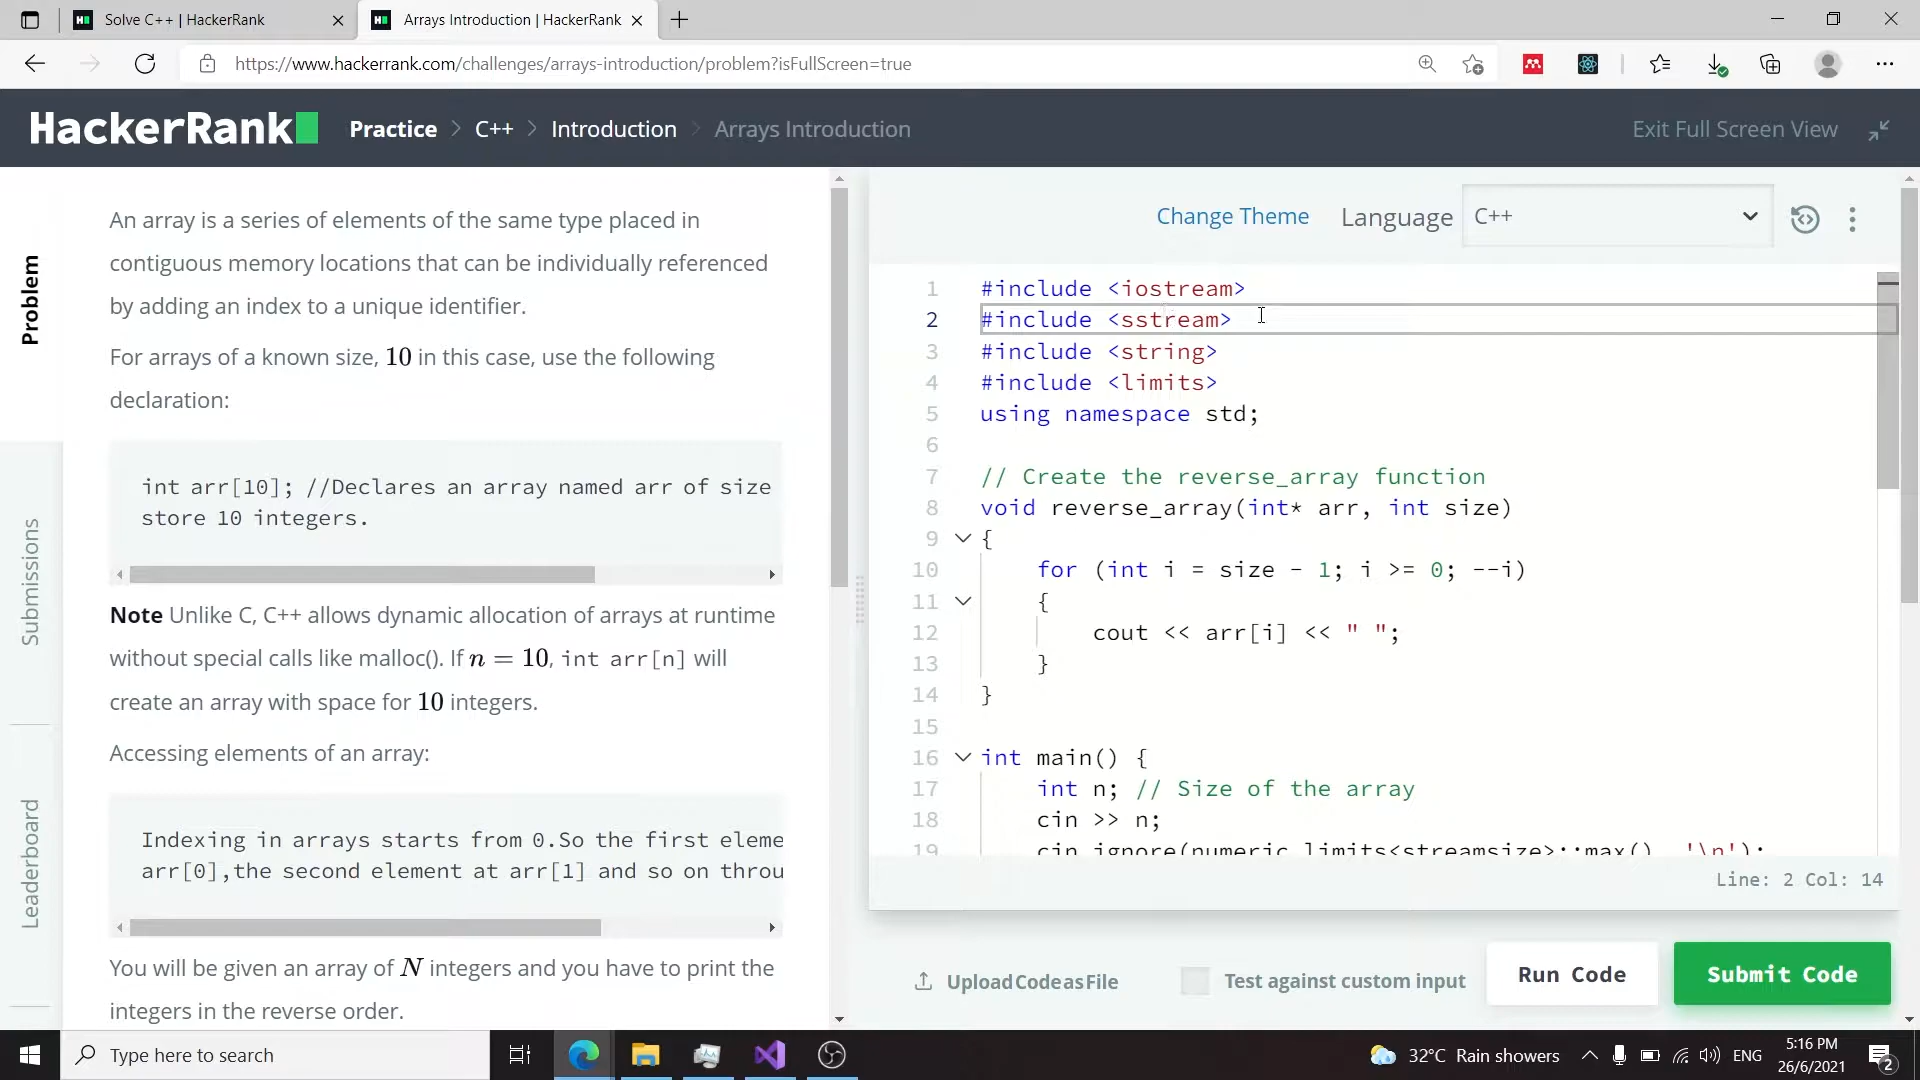 Solve C++ | HackerRank
Arrays Introduction | HackerRank
https://www.hackerrank.com/challenges/arrays-introduction/problem?isFullScreen=true
HackerRank
Practice > C++ > Introduction > Arrays Introduction
Exit Full Screen View
Problem
Submissions
Leaderboard
An array is a series of elements of the same type placed in
contiguous memory locations that can be individually referenced
by adding an index to a unique identifier.
For arrays of a known size, 10 in this case, use the following
declaration:
int arr[10]; //Declares an array named arr of size
store 10 integers.
Note Unlike C, C++ allows dynamic allocation of arrays at runtime
without special calls like malloc(). If n = 10, int arr[n] will
create an array with space for 10 integers.
Accessing elements of an array:
Indexing in arrays starts from 0.So the first eleme
arr[0],the second element at arr[1] and so on throu
You will be given an array of N integers and you have to print the
integers in the reverse order.
Change Theme
Language
C++
1 #include <iostream>
2 #include <sstream>
3 #include <string>
4 #include <limits>
5 using namespace std;
6
7 // Create the reverse_array function
8 void reverse_array(int* arr, int size)
9 {
10 for (int i = size - 1; i >= 0; --i)
11 {
12 cout << arr[i] << " ";
13 }
14 }
15
16 int main() {
17 int n; // Size of the array
18 cin >> n;
19 cin.ignore(numeric_limits<streamsize>::max(), '\n');
Line: 2 Col: 14
Upload Code as File
Test against custom input
Run Code
Submit Code
Type here to search
32°C Rain showers
ENG
5:16 PM
26/6/2021
2